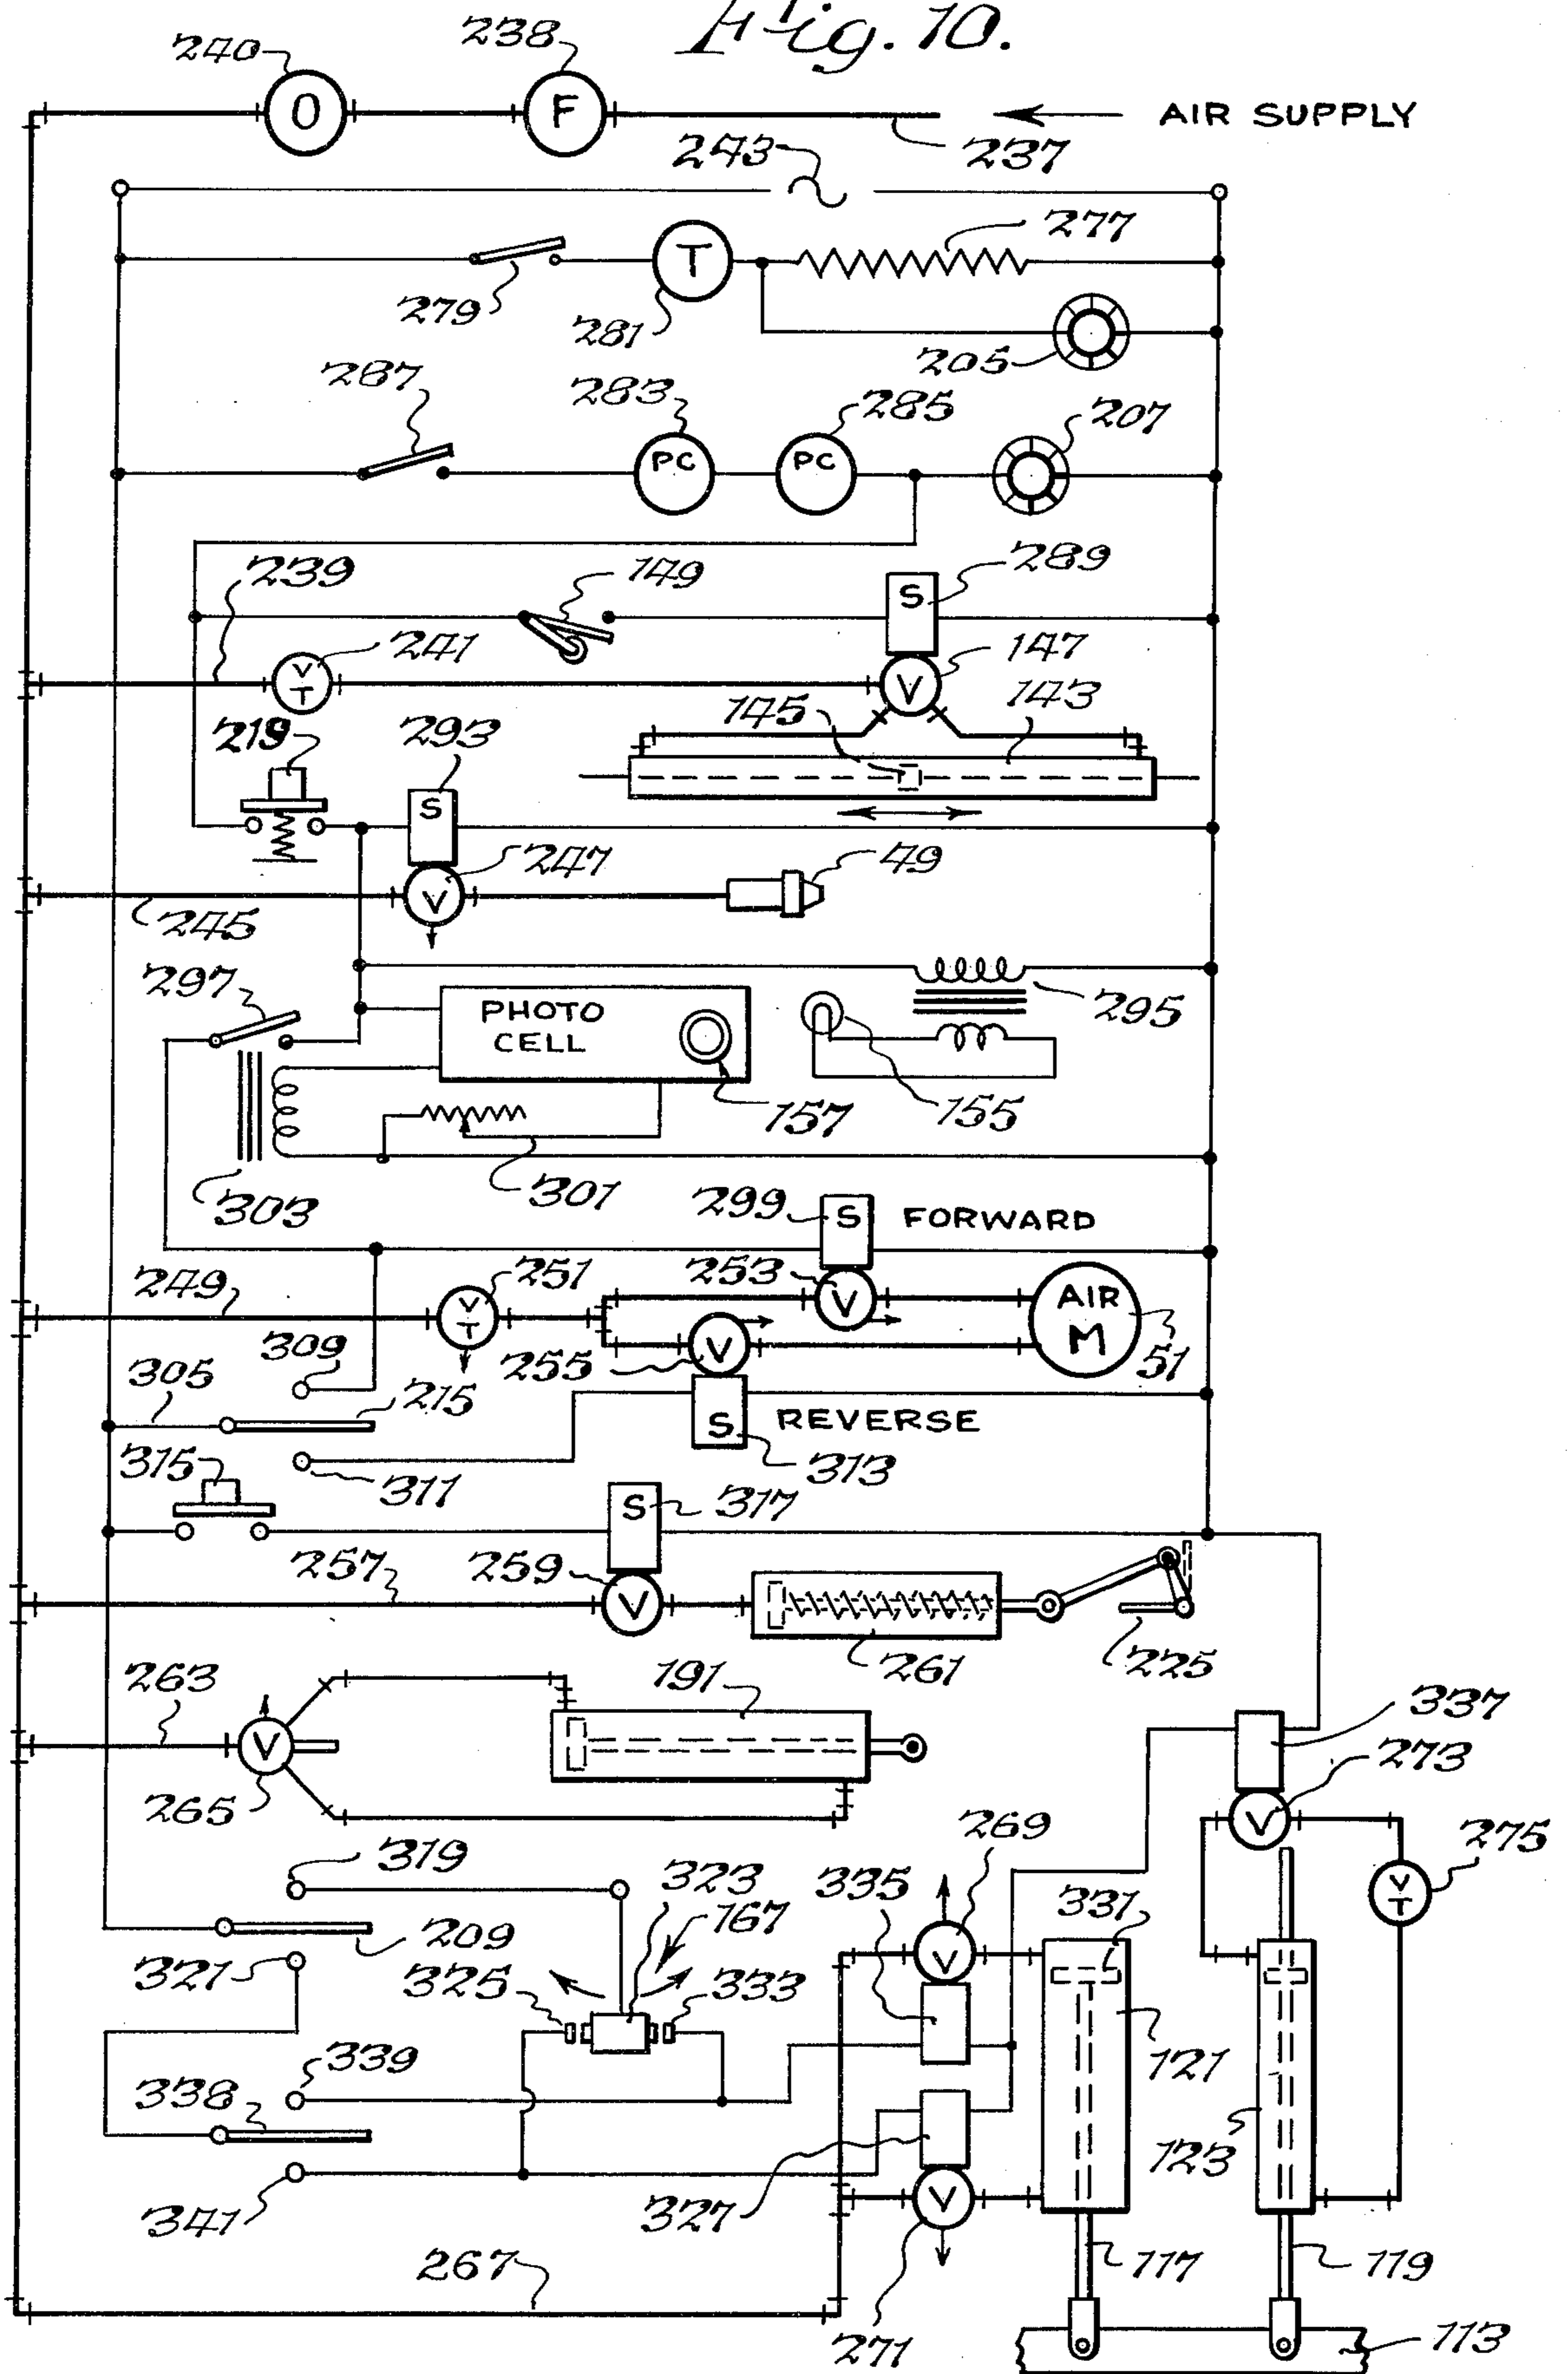 Fig. 10.
240
238
O
F
AIR SUPPLY
237
243
277
279
T
281
205
287
283
285
207
PC
PC
239
149
289
S
241
147
V
T
V
145
143
219
293
S
247
49
V
245
297
PHOTO
CELL
295
157
155
301
303
299
S
FORWARD
249
251
253
V
T
V
AIR
M
309
255
V
51
305
215
S
REVERSE
315
311
313
S
317
257
259
V
261
225
263
191
337
V
273
265
269
V
275
319
323
335
V
T
167
331
209
V
321
325
333
339
121
338
123
341
327
V
267
117
119
271
113